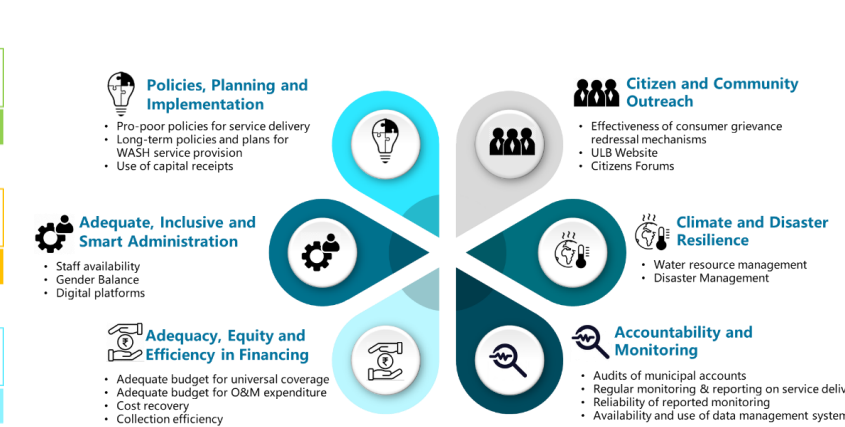 Policies, Planning and
Implementation
• Pro-poor policies for service delivery
• Long-term policies and plans for
WASH service provision
• Use of capital receipts
Citizen and Community
Outreach
• Effectiveness of consumer grievance
redressal mechanisms
• ULB Website
• Citizens Forums
Adequate, Inclusive and
Smart Administration
• Staff availability
• Gender Balance
• Digital platforms
Climate and Disaster
Resilience
• Water resource management
• Disaster Management
Adequacy, Equity and
Efficiency in Financing
• Adequate budget for universal coverage
• Adequate budget for O&M expenditure
• Cost recovery
• Collection efficiency
Accountability and
Monitoring
• Audits of municipal accounts
• Regular monitoring & reporting on service
• Reliability of reported monitoring
• Availability and use of data management